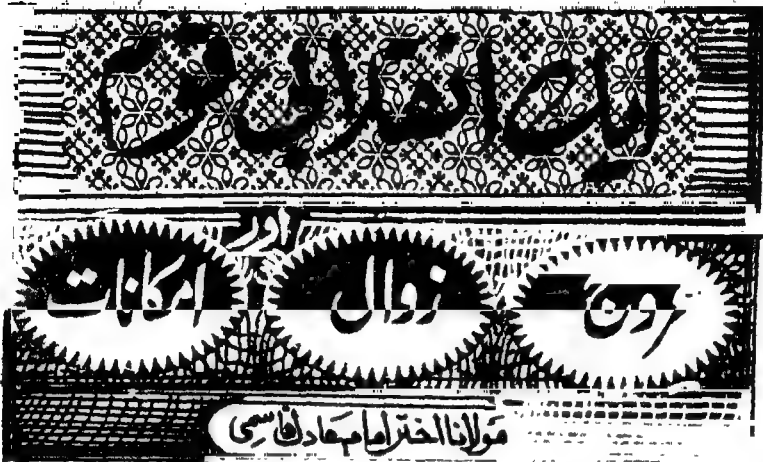 ایک انقلابی قوم
عروج زوال اور امکانات
مولانا اختر امام عادل قاسمی